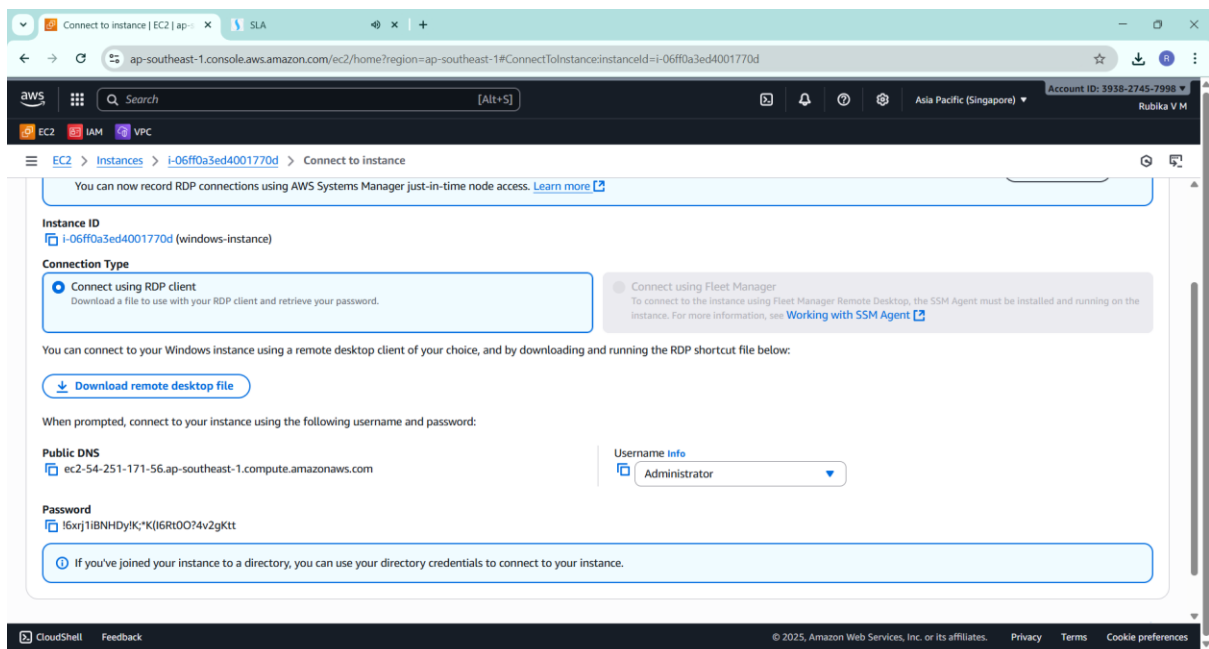 Connect to instance | EC2 | ap-s
SLA
ap-southeast-1.console.aws.amazon.com/ec2/home?region=ap-southeast-1#ConnectToInstance:instanceId=i-06ff0a3ed4001770d
R
aws
Search
[Alt+S]
Asia Pacific (Singapore)
Account ID: 3938-2745-7998
Rubika V M
EC2 IAM VPC
EC2 > Instances > i-06ff0a3ed4001770d > Connect to instance
You can now record RDP connections using AWS Systems Manager just-in-time node access. Learn more
Instance ID
i-06ff0a3ed4001770d (windows-instance)
Connection Type
Connect using RDP client
Download a file to use with your RDP client and retrieve your password.
Connect using Fleet Manager
To connect to the instance using Fleet Manager Remote Desktop, the SSM Agent must be installed and running on the
instance. For more information, see Working with SSM Agent
You can connect to your Windows instance using a remote desktop client of your choice, and by downloading and running the RDP shortcut file below:
Download remote desktop file
When prompted, connect to your instance using the following username and password:
Public DNS
ec2-54-251-171-56.ap-southeast-1.compute.amazonaws.com
Username Info
Administrator
Password
If you've joined your instance to a directory, you can use your directory credentials to connect to your instance.
CloudShell
Feedback
© 2025, Amazon Web Services, Inc. or its affiliates.
Privacy
Terms
Cookie preferences